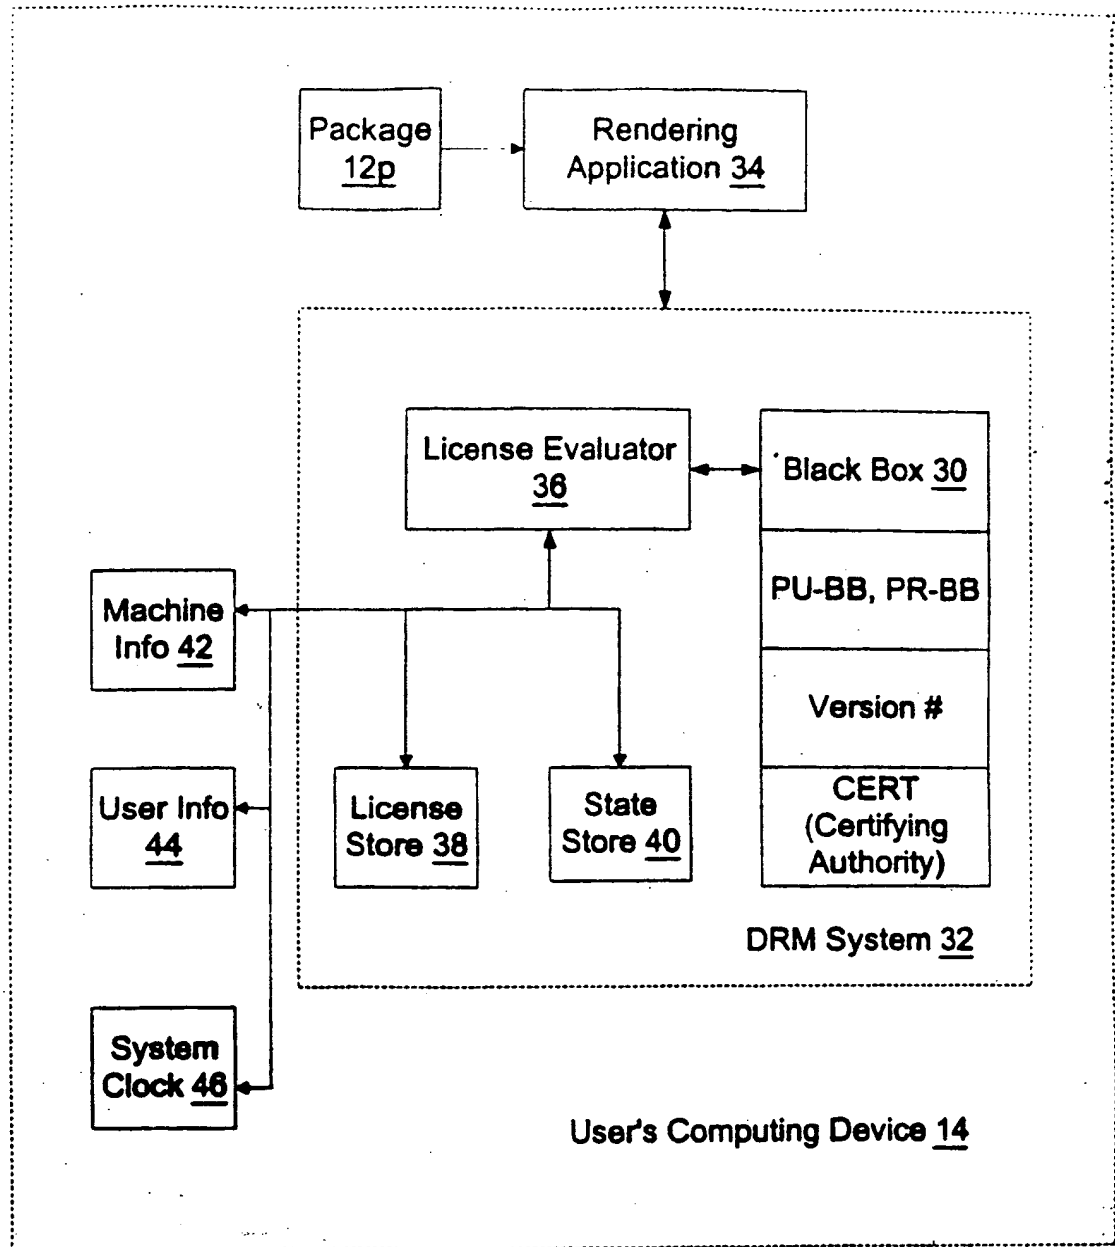 Package
12p
Rendering
Application 34
License Evaluator
36
Black Box 30
PU-BB, PR-BB
Version #
CERT
(Certifying
Authority)
Machine
Info 42
User Info
44
License
Store 38
State
Store 40
DRM System 32
System
Clock 46
User's Computing Device 14